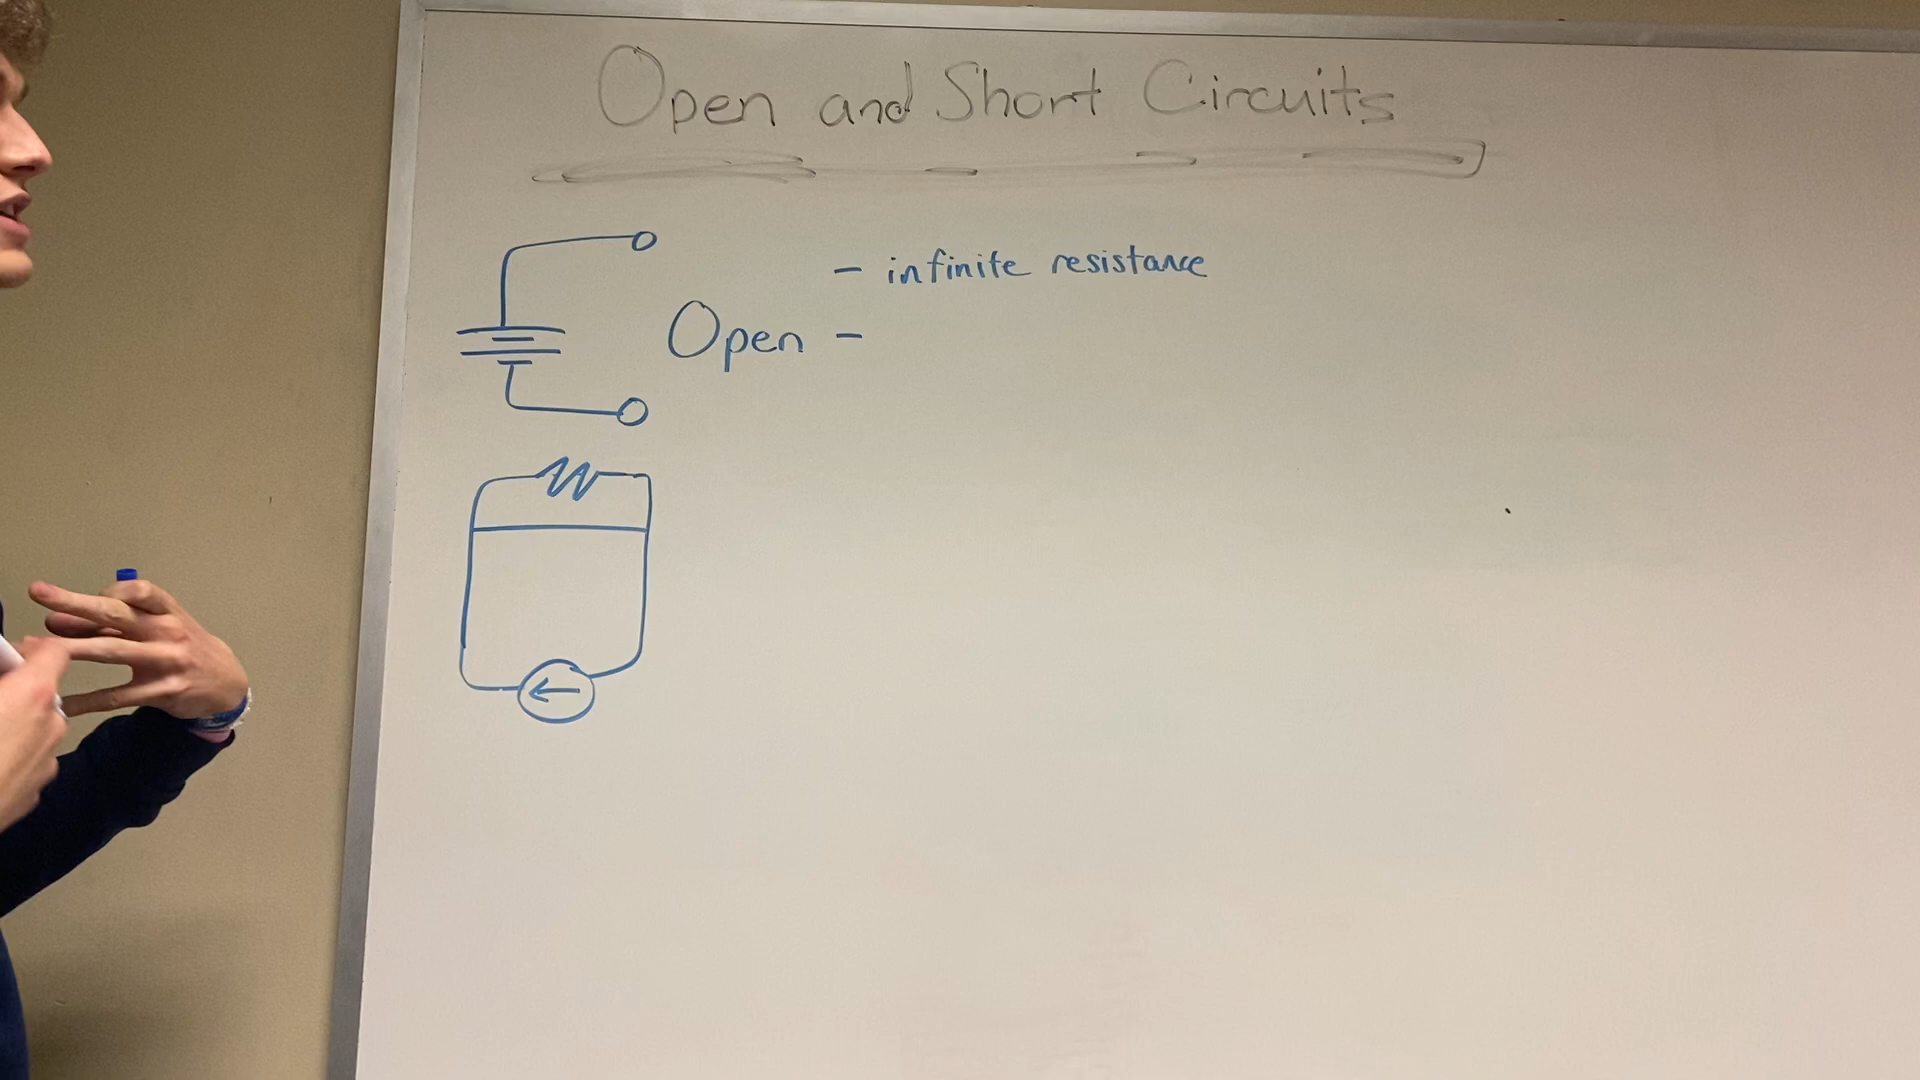 Open and Short Circuits
- infinite resistance
Open -